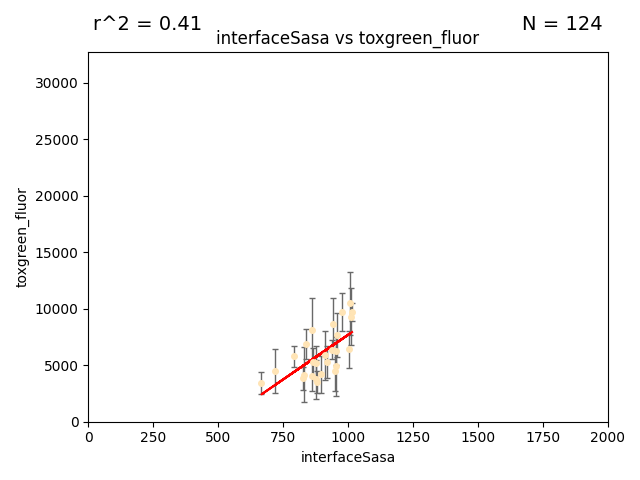 r^2 = 0.41
N = 124
interfaceSasa vs toxgreen_fluor
30000
25000
20000
15000
10000
5000
0
toxgreen_fluor
0 250 500 750 1000 1250 1500 1750 2000
interfaceSasa